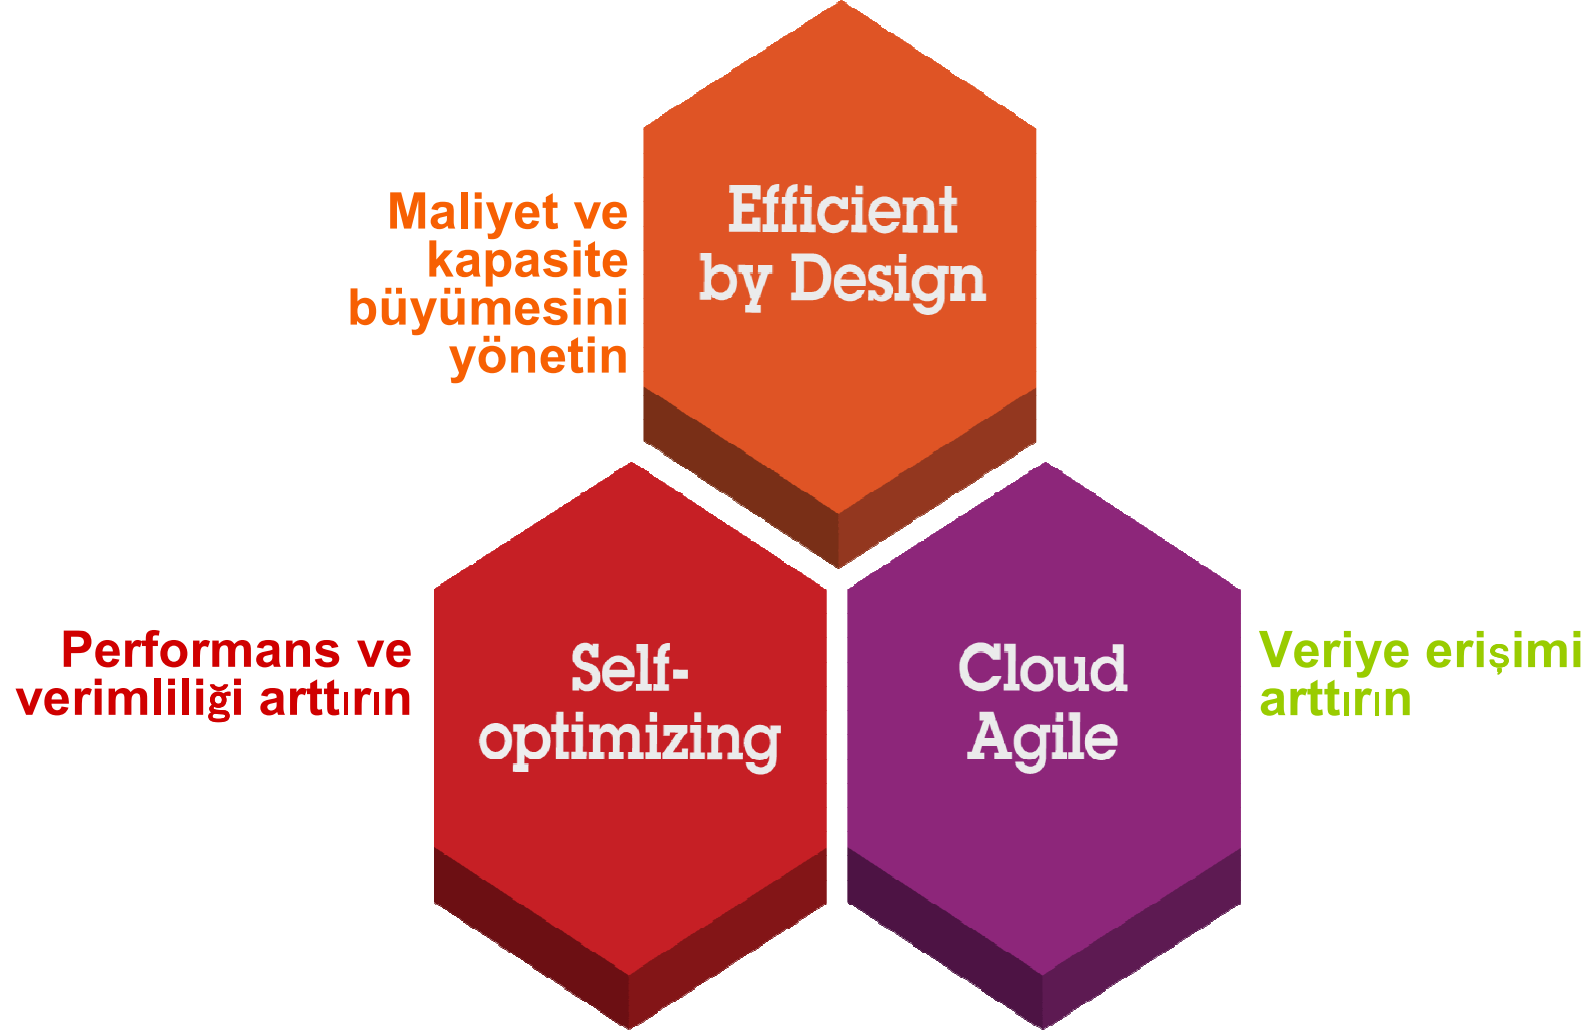 Maliyet ve
kapasite
büyümesini
yönetin
Efficient
by Design
Performans ve
verimliliği arttırın
Self-
optimizing
Cloud
Agile
Veriye erişimi
arttırın